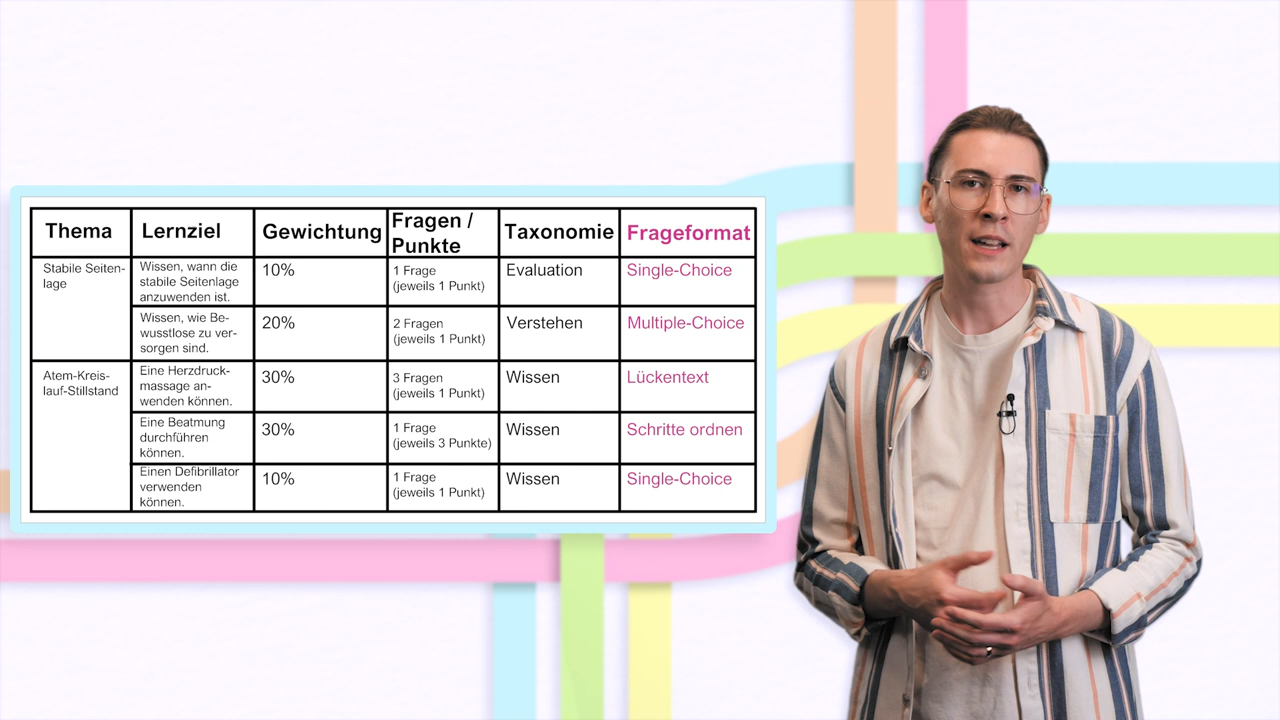 Thema Lernziel Gewichtung Fragen / Punkte Taxonomie Frageformat
Stabile Seiten-
lage
Wissen, wann die
stabile Seitenlage
anzuwenden ist.
10%
1 Frage
(jeweils 1 Punkt)
Evaluation
Single-Choice
Wissen, wie Be-
wusstlose zu ver-
sorgen sind.
20%
2 Fragen
(jeweils 1 Punkt)
Verstehen
Multiple-Choice
Atem-Kreis-
lauf-Stillstand
Eine Herzdruck-
massage an-
wenden können.
30%
3 Fragen
(jeweils 1 Punkt)
Wissen
Lückentext
Eine Beatmung
durchführen
können.
30%
1 Frage
(jeweils 3 Punkte)
Wissen
Schritte ordnen
Einen Defibrillator
verwenden
können.
10%
1 Frage
(jeweils 1 Punkt)
Wissen
Single-Choice